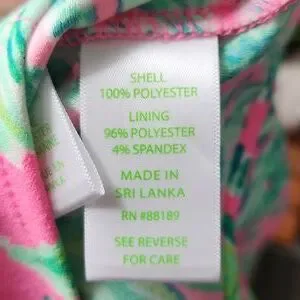 SHELL
100% POLYESTER
LINING
96% POLYESTER
4% SPANDEX
MADE IN
SRI LANKA
RN #88189
SEE REVERSE
FOR CARE